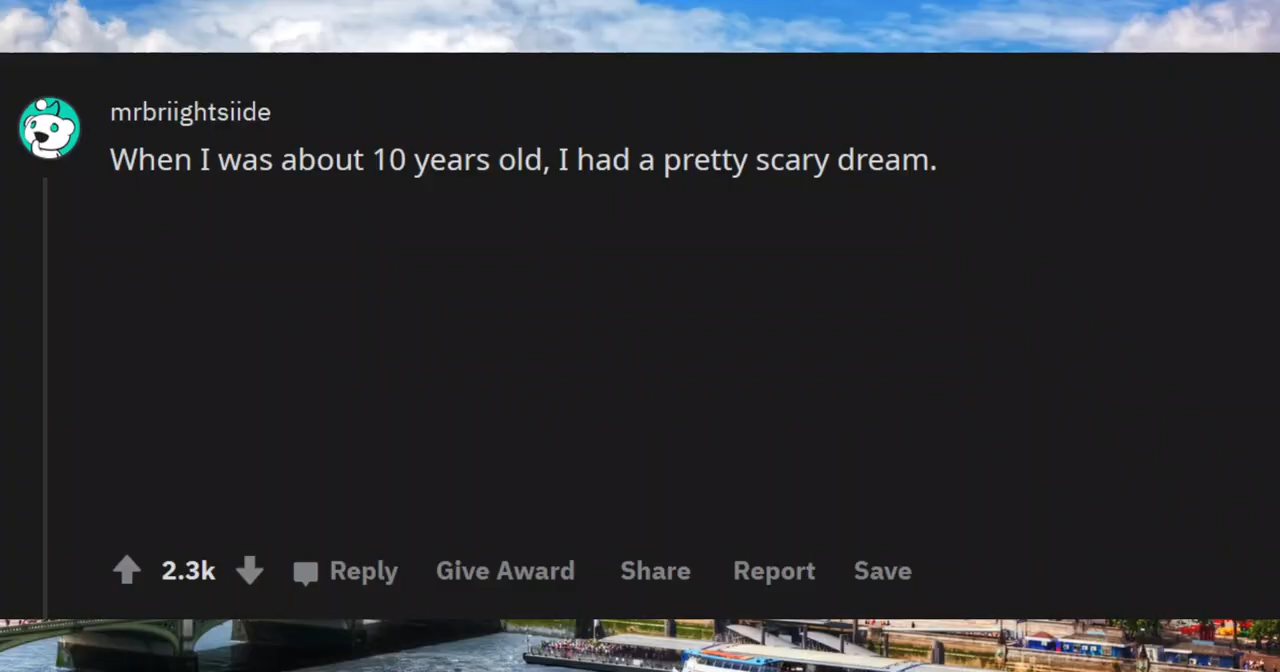 mrbriightsiide
When I was about 10 years old, I had a pretty scary dream.
2.3k Reply Give Award Share Report Save